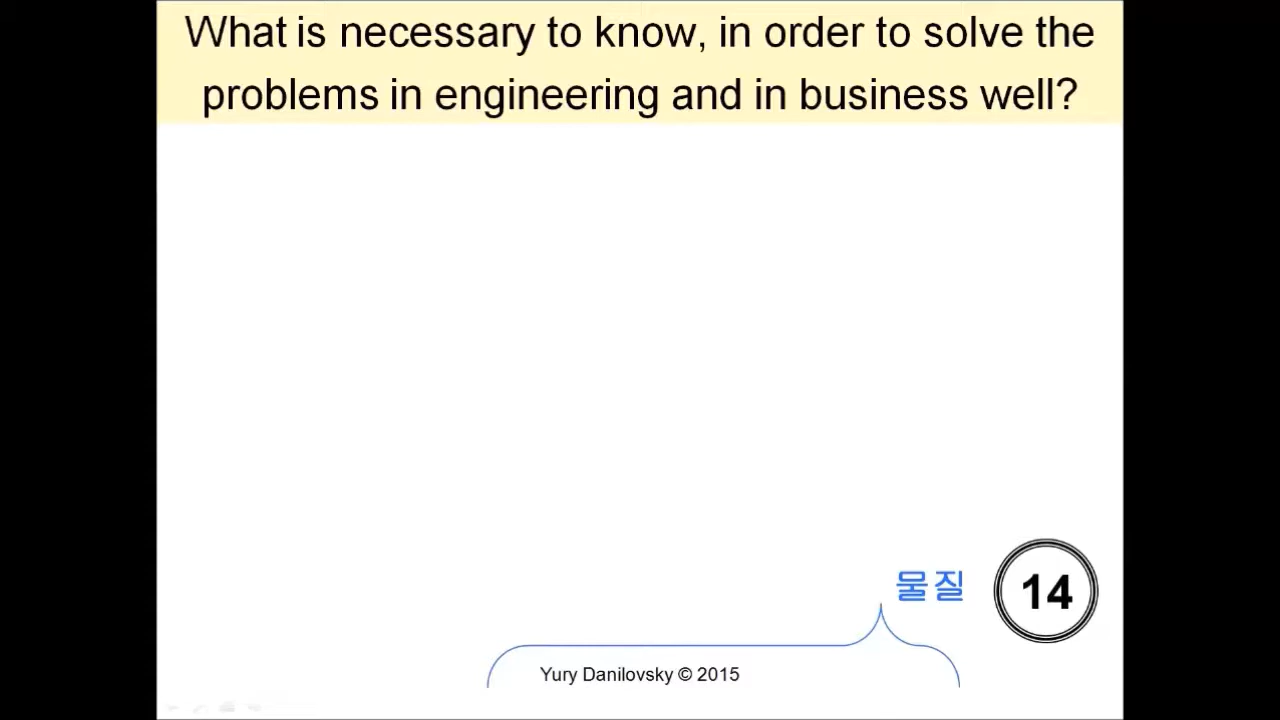 What is necessary to know, in order to solve the
problems in engineering and in business well?
물질
14
Yury Danilovsky © 2015